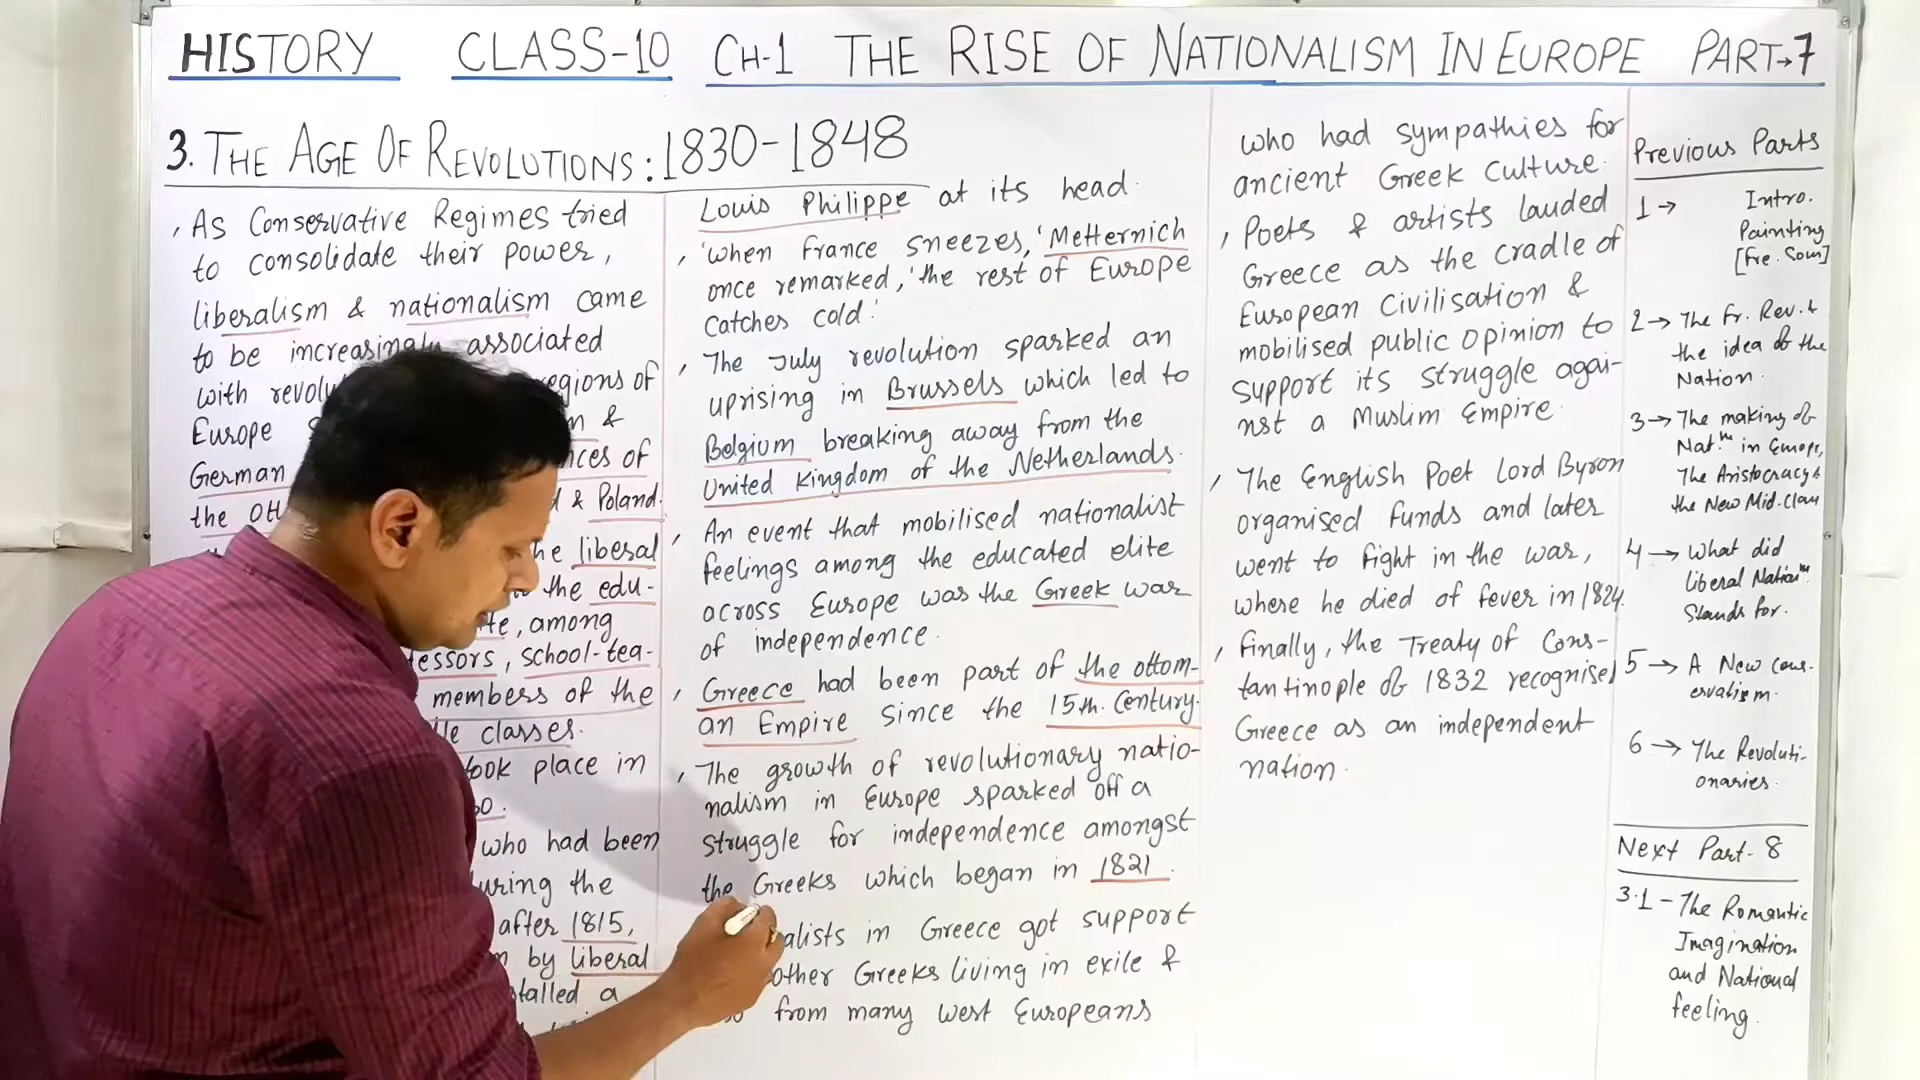 HISTORY CLASS-10 CH-1 THE RISE OF NATIONALISM IN EUROPE PART→7
3. THE AGE OF REVOLUTIONS: 1830-1848
, As Conservative Regimes tried
to consolidate their power,
liberalism & nationalism came
to be increasingly associated
with regions of
Europe &
German of
the & Poland.
liberal
the edu-
among
school-tea-
members of the
classes.
took place in
who had been
during the
after 1815,
by liberal
a
Louis Philippe at its head.
, 'when France sneezes,' Metternich
once remarked, 'the rest of Europe
Catches cold.'
, The July revolution sparked an
uprising in Brussels which led to
Belgium breaking away from the
United Kingdom of the Netherlands.
, An event that mobilised nationalist
feelings among the educated elite
across Europe was the Greek war
of independence.
, Greece had been part of the ottom-
an Empire since the 15th. Century.
, The growth of revolutionary natio-
nalism in Europe sparked off a
struggle for independence amongst
the Greeks which began in 1821.
in Greece got support
other Greeks living in exile &
from many west Europeans
who had sympathies for
ancient Greek Culture.
, Poets & artists lauded
Greece as the cradle of
European Civilisation &
mobilised public opinion to
support its struggle agai-
nst a Muslim Empire.
, The English Poet Lord Byron
organised funds and later
went to fight in the war,
where he died of fever in 1824.
, Finally, the Treaty of Cons-
tantinople of 1832 recognised
Greece as an independent
nation.
Previous Parts
1→ Intro.
Painting
[Fre. Soru]
2→ The Fr. Rev. &
the idea of the
Nation.
3→ The making of
Nat.m in Europe,
The Aristocracy &
the New Mid. Class
4→ What did
liberal Nation.m
Stands for.
5→ A New cons-
ervatism.
6→ The Revoluti-
onaries.
Next Part-8
3.1 - The Romantic
Imagination
and National
feeling.